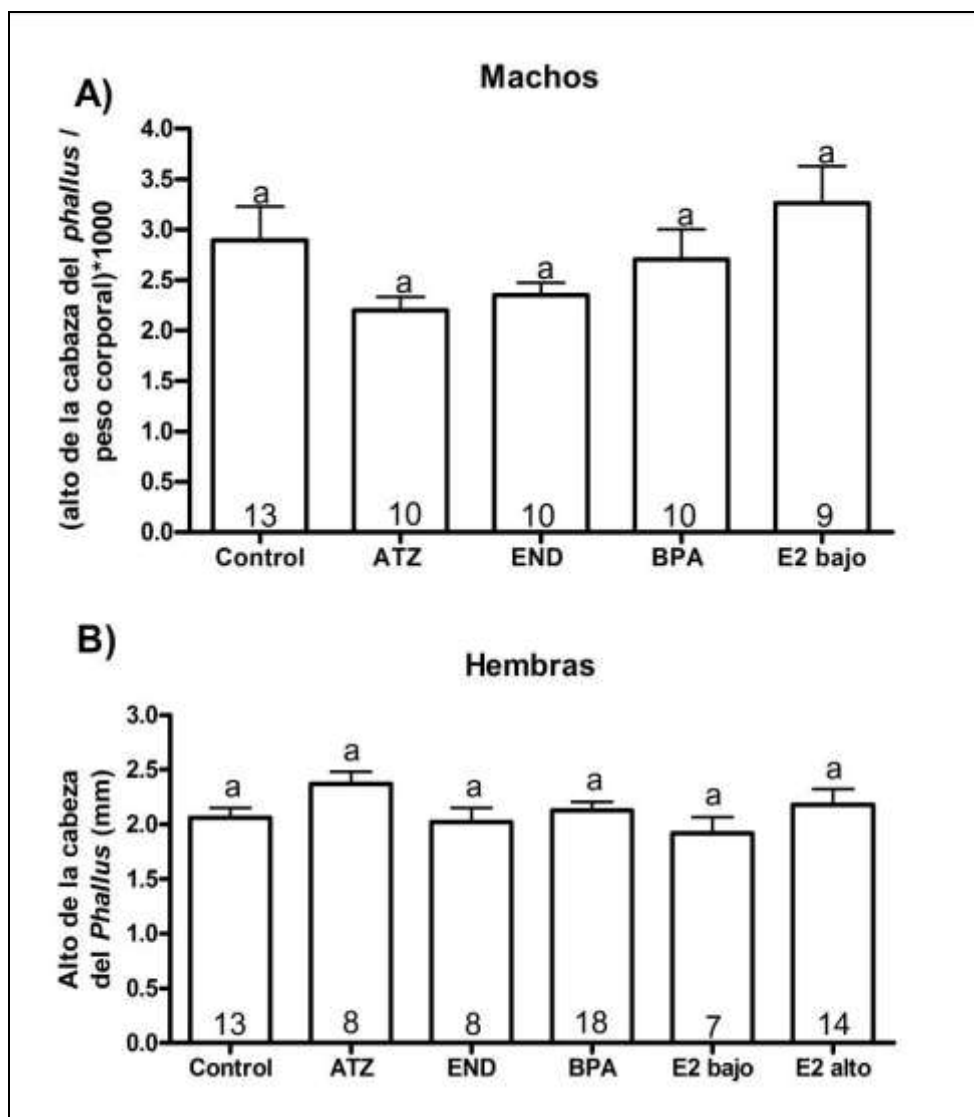 A)
Machos
(alto de la cabaza del phallus /
peso corporal)*1000
4.0
3.5
3.0
2.5
2.0
1.5
1.0
0.5
0.0
a a a a a
13 10 10 10 9
Control ATZ END BPA E2 bajo
B)
Hembras
Alto de la cabeza
del Phallus (mm)
3.0
2.5
2.0
1.5
1.0
0.5
0.0
a a a a a a
13 8 8 18 7 14
Control ATZ END BPA E2 bajo E2 alto